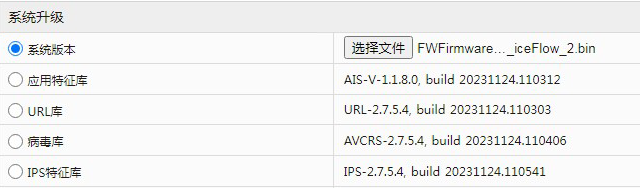 系统升级
系统版本 选择文件 FWFirmware…_iceFlow_2.bin
应用特征库 AIS-V-1.1.8.0, build 20231124.110312
URL库 URL-2.7.5.4, build 20231124.110303
病毒库 AVCRS-2.7.5.4, build 20231124.110406
IPS特征库 IPS-2.7.5.4, build 20231124.110541